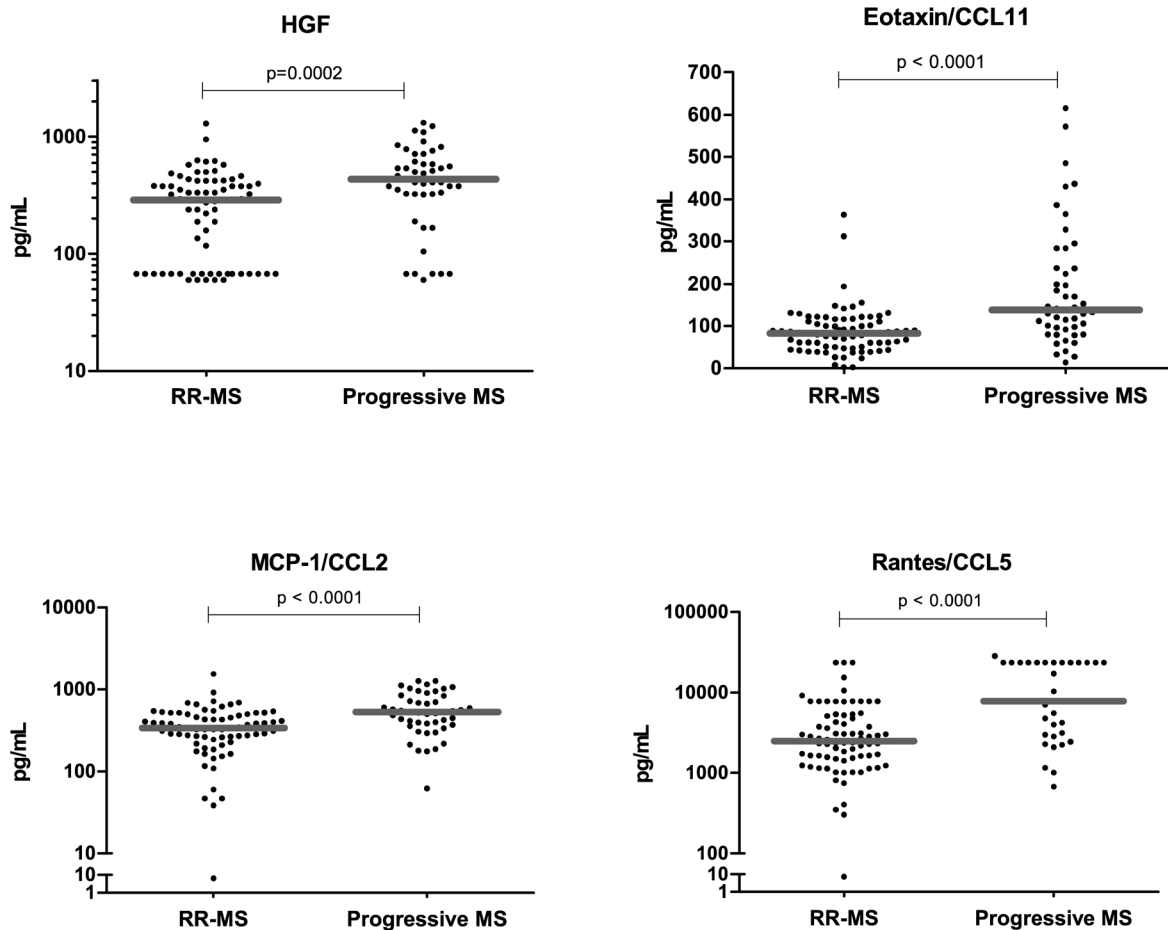 HGF
p=0.0002
1000
100
10
pg/mL
RR-MS
Progressive MS
Eotaxin/CCL11
p < 0.0001
700
600
500
400
300
200
100
0
pg/mL
RR-MS
Progressive MS
MCP-1/CCL2
p < 0.0001
10000
1000
100
10
10
1
pg/mL
RR-MS
Progressive MS
Rantes/CCL5
p < 0.0001
100000
10000
1000
100
10
1
pg/mL
RR-MS
Progressive MS